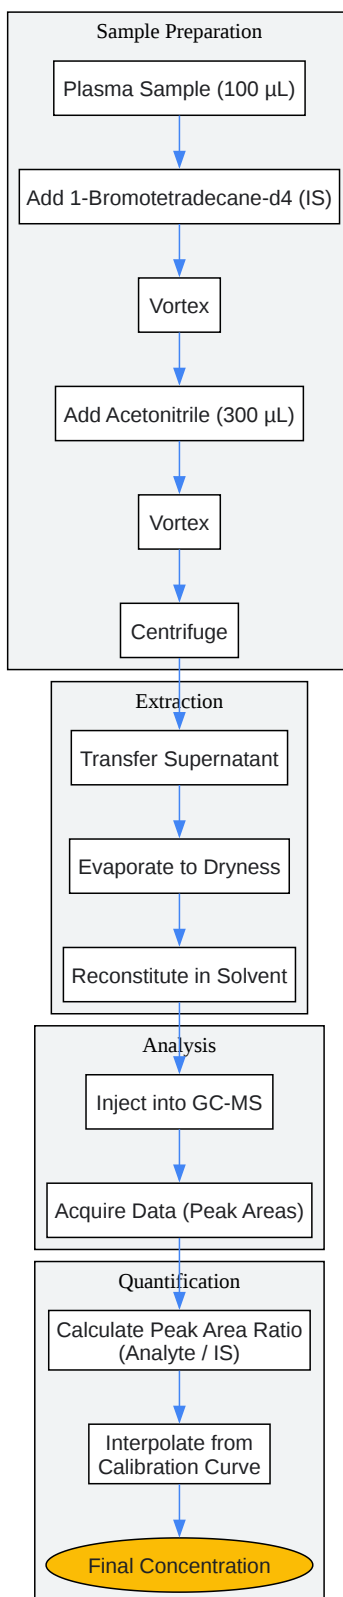 Sample Preparation
Plasma Sample (100 µL)
Add 1-Bromotetradecane-d4 (IS)
Vortex
Add Acetonitrile (300 µL)
Vortex
Centrifuge
Extraction
Transfer Supernatant
Evaporate to Dryness
Reconstitute in Solvent
Analysis
Inject into GC-MS
Acquire Data (Peak Areas)
Quantification
Calculate Peak Area Ratio
(Analyte / IS)
Interpolate from
Calibration Curve
Final Concentration